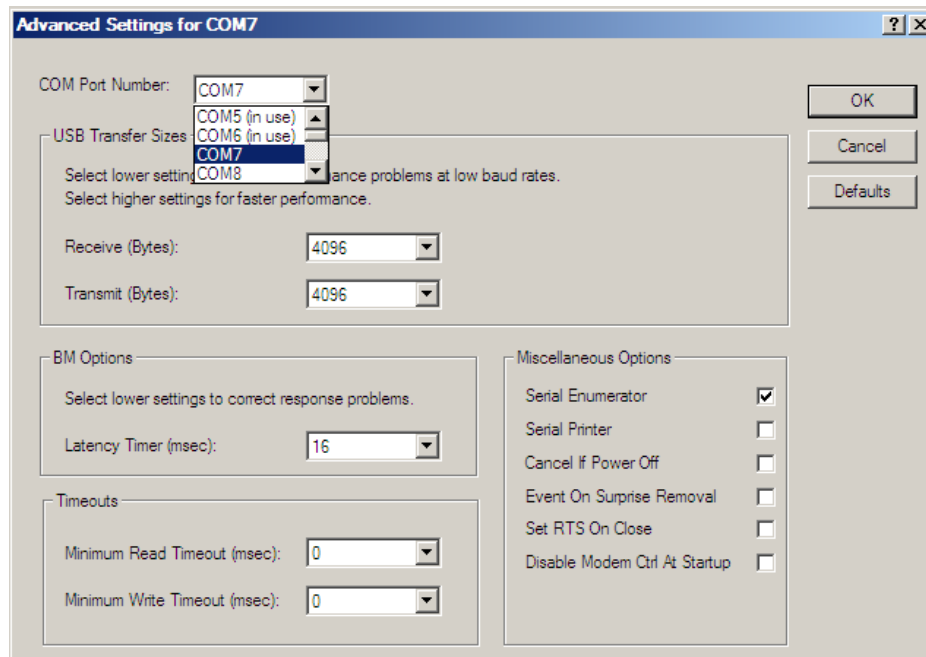 Advanced Settings for COM7
COM Port Number: COM7
COM5 (in use)
COM6 (in use)
COM7
COM8
OK
Cancel
Defaults
USB Transfer Sizes
Select lower settin ance problems at low baud rates.
Select higher settings for faster performance.
Receive (Bytes): 4096
Transmit (Bytes): 4096
BM Options
Select lower settings to correct response problems.
Latency Timer (msec): 16
Timeouts
Minimum Read Timeout (msec): 0
Minimum Write Timeout (msec): 0
Miscellaneous Options
Serial Enumerator
Serial Printer
Cancel If Power Off
Event On Surprise Removal
Set RTS On Close
Disable Modem Ctrl At Startup